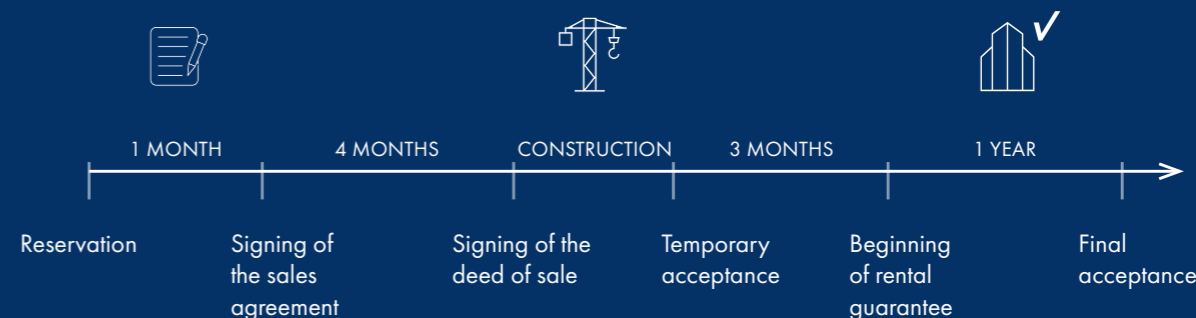 1 MONTH
4 MONTHS
CONSTRUCTION
3 MONTHS
1 YEAR
Reservation
Signing of
the sales
agreement
Signing of the
deed of sale
Temporary
acceptance
Beginning
of rental
guarantee
Final
acceptance